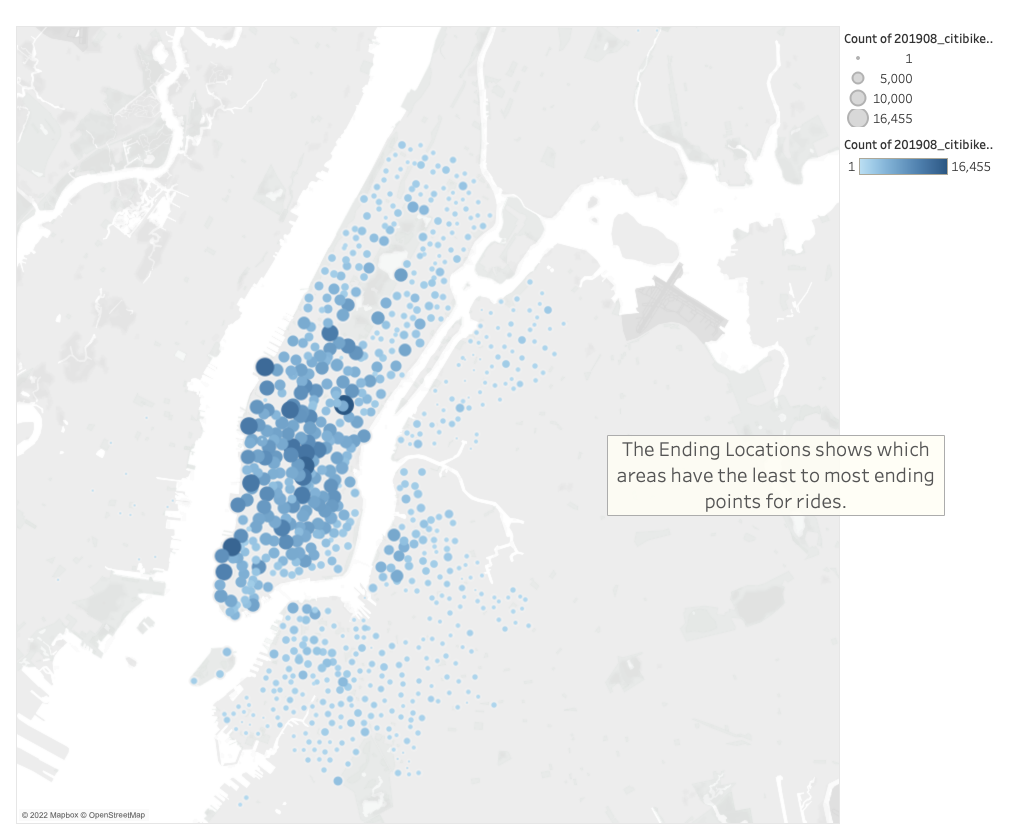 Count of 201908_citibike..
1
5,000
10,000
16,455
Count of 201908_citibike..
1 16,455
The Ending Locations shows which
areas have the least to most ending
points for rides.
© 2022 Mapbox © OpenStreetMap